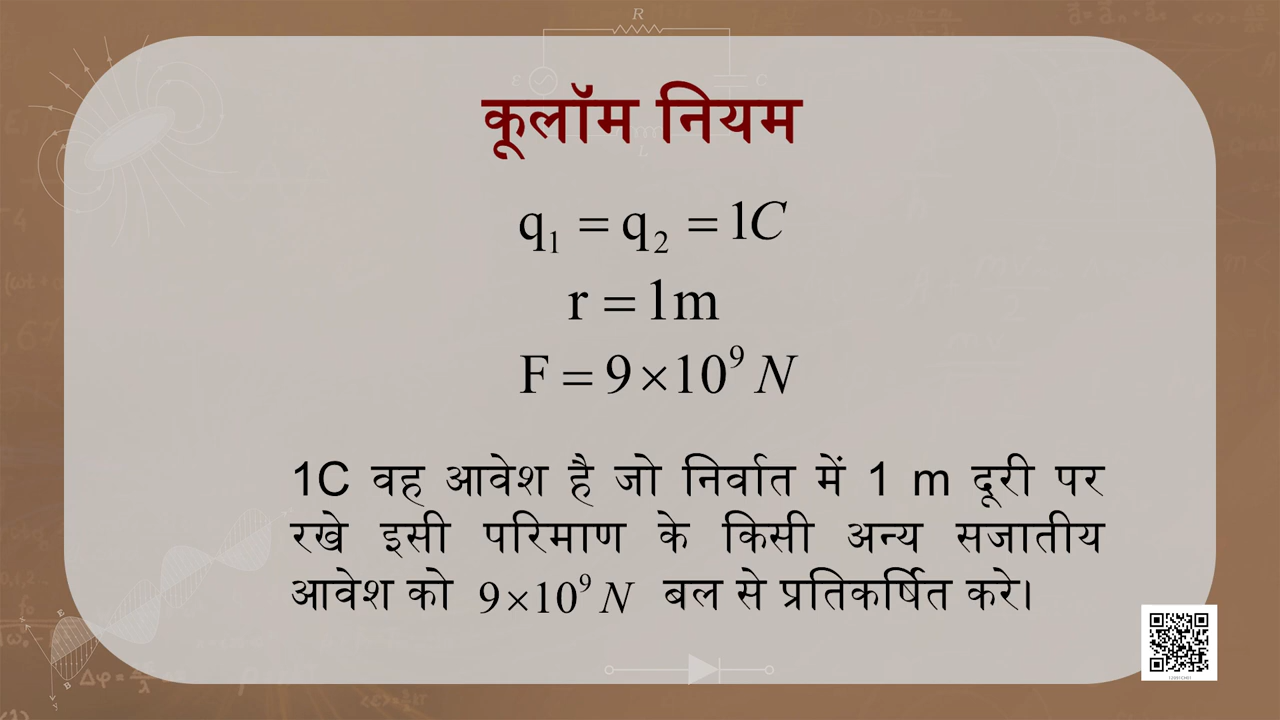 कूलॉम नियम
q₁ = q₂ = 1C
r = 1m
F = 9×10⁹ N
1C वह आवेश है जो निर्वात में 1 m दूरी पर
रखे इसी परिमाण के किसी अन्य सजातीय
आवेश को 9×10⁹ N बल से प्रतिकर्षित करे।